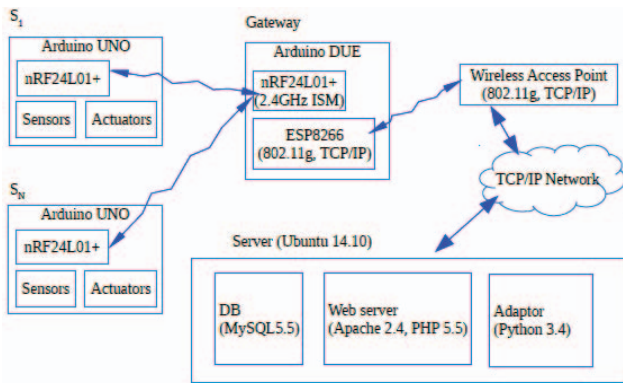 S1
Arduino UNO
nRF24L01+
Sensors
Actuators
SN
Arduino UNO
nRF24L01+
Sensors
Actuators
Gateway
Arduino DUE
nRF24L01+
(2.4GHz ISM)
ESP8266
(802.11g, TCP/IP)
Wireless Access Point
(802.11g, TCP/IP)
TCP/IP Network
Server (Ubuntu 14.10)
DB
(MySQL5.5)
Web server
(Apache 2.4, PHP 5.5)
Adaptor
(Python 3.4)